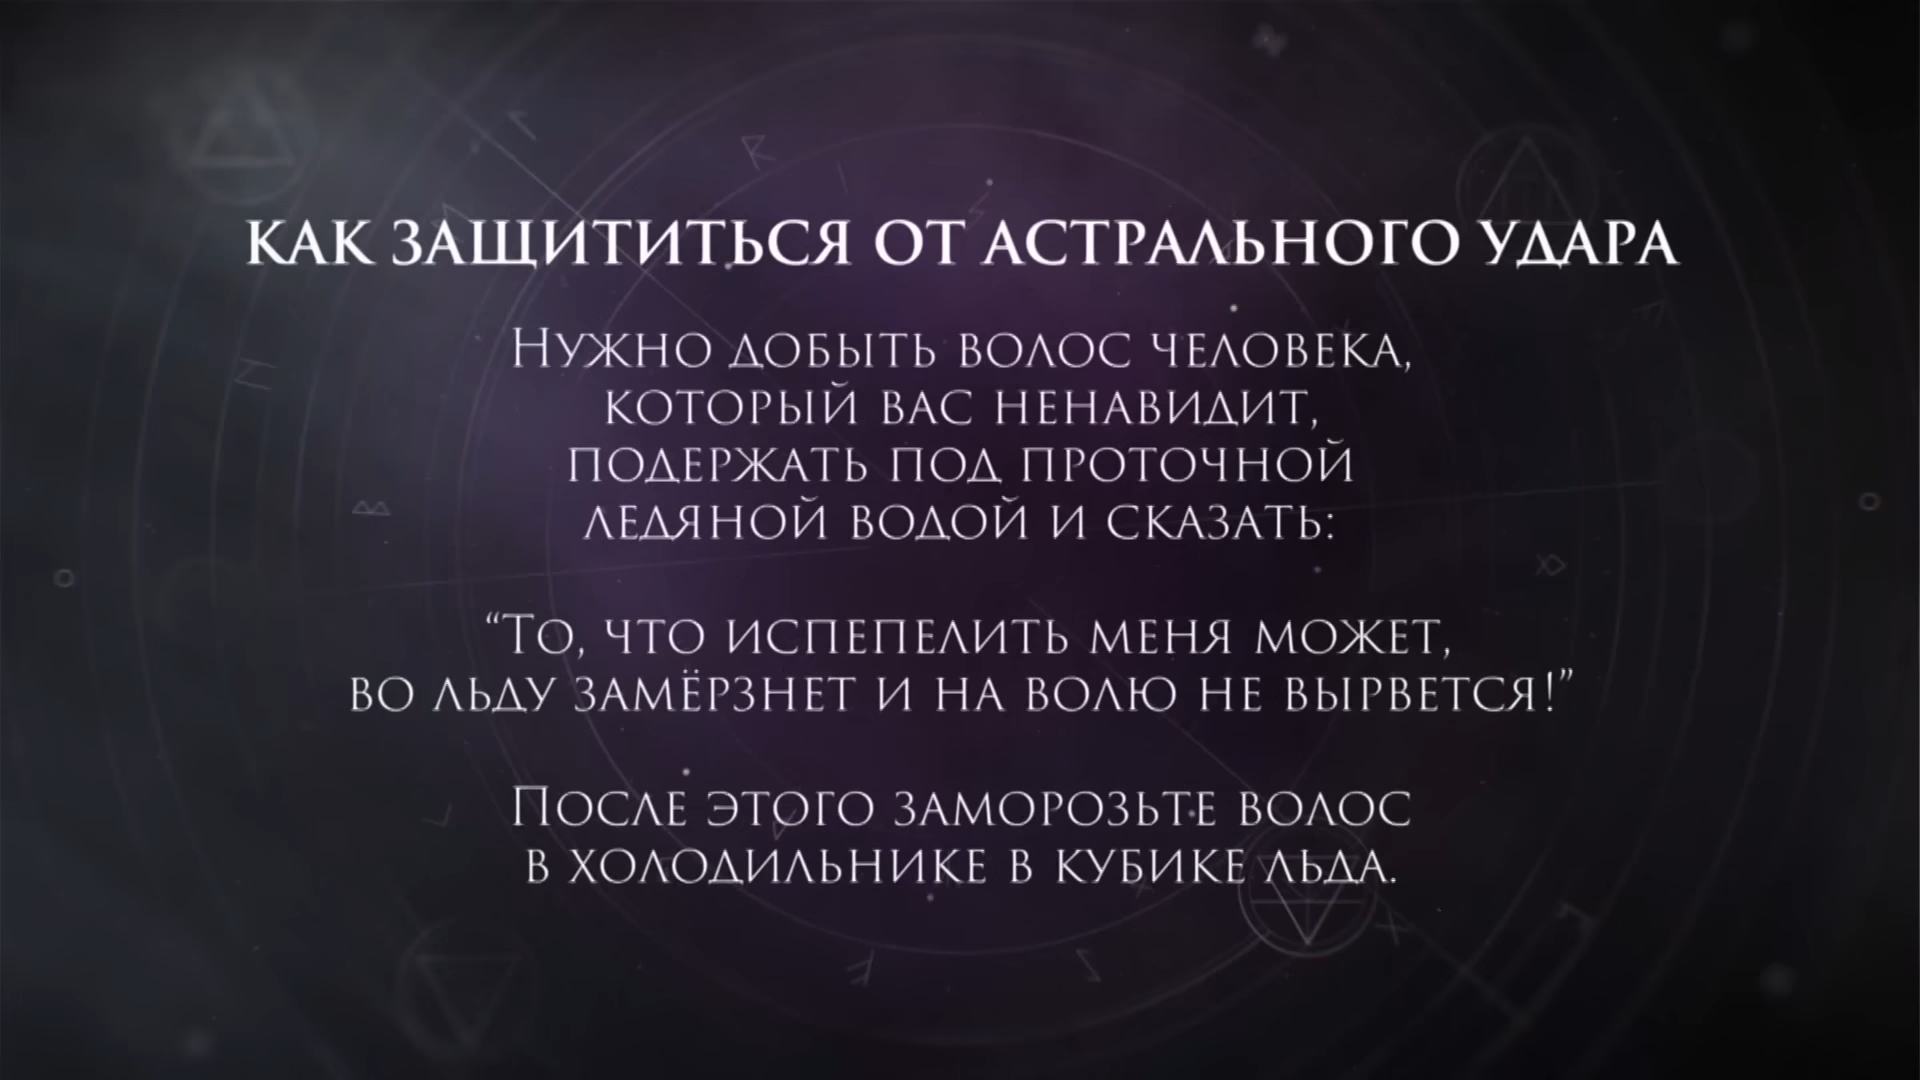 КАК ЗАЩИТИТЬСЯ ОТ АСТРАЛЬНОГО УДАРА
Нужно добыть волос человека,
который вас ненавидит,
подержать под проточной
ледяной водой и сказать:
“То, что испепелить меня может,
во льду замёрзнет и на волю не вырвется!”
После этого заморозьте волос
в холодильнике в кубике льда.